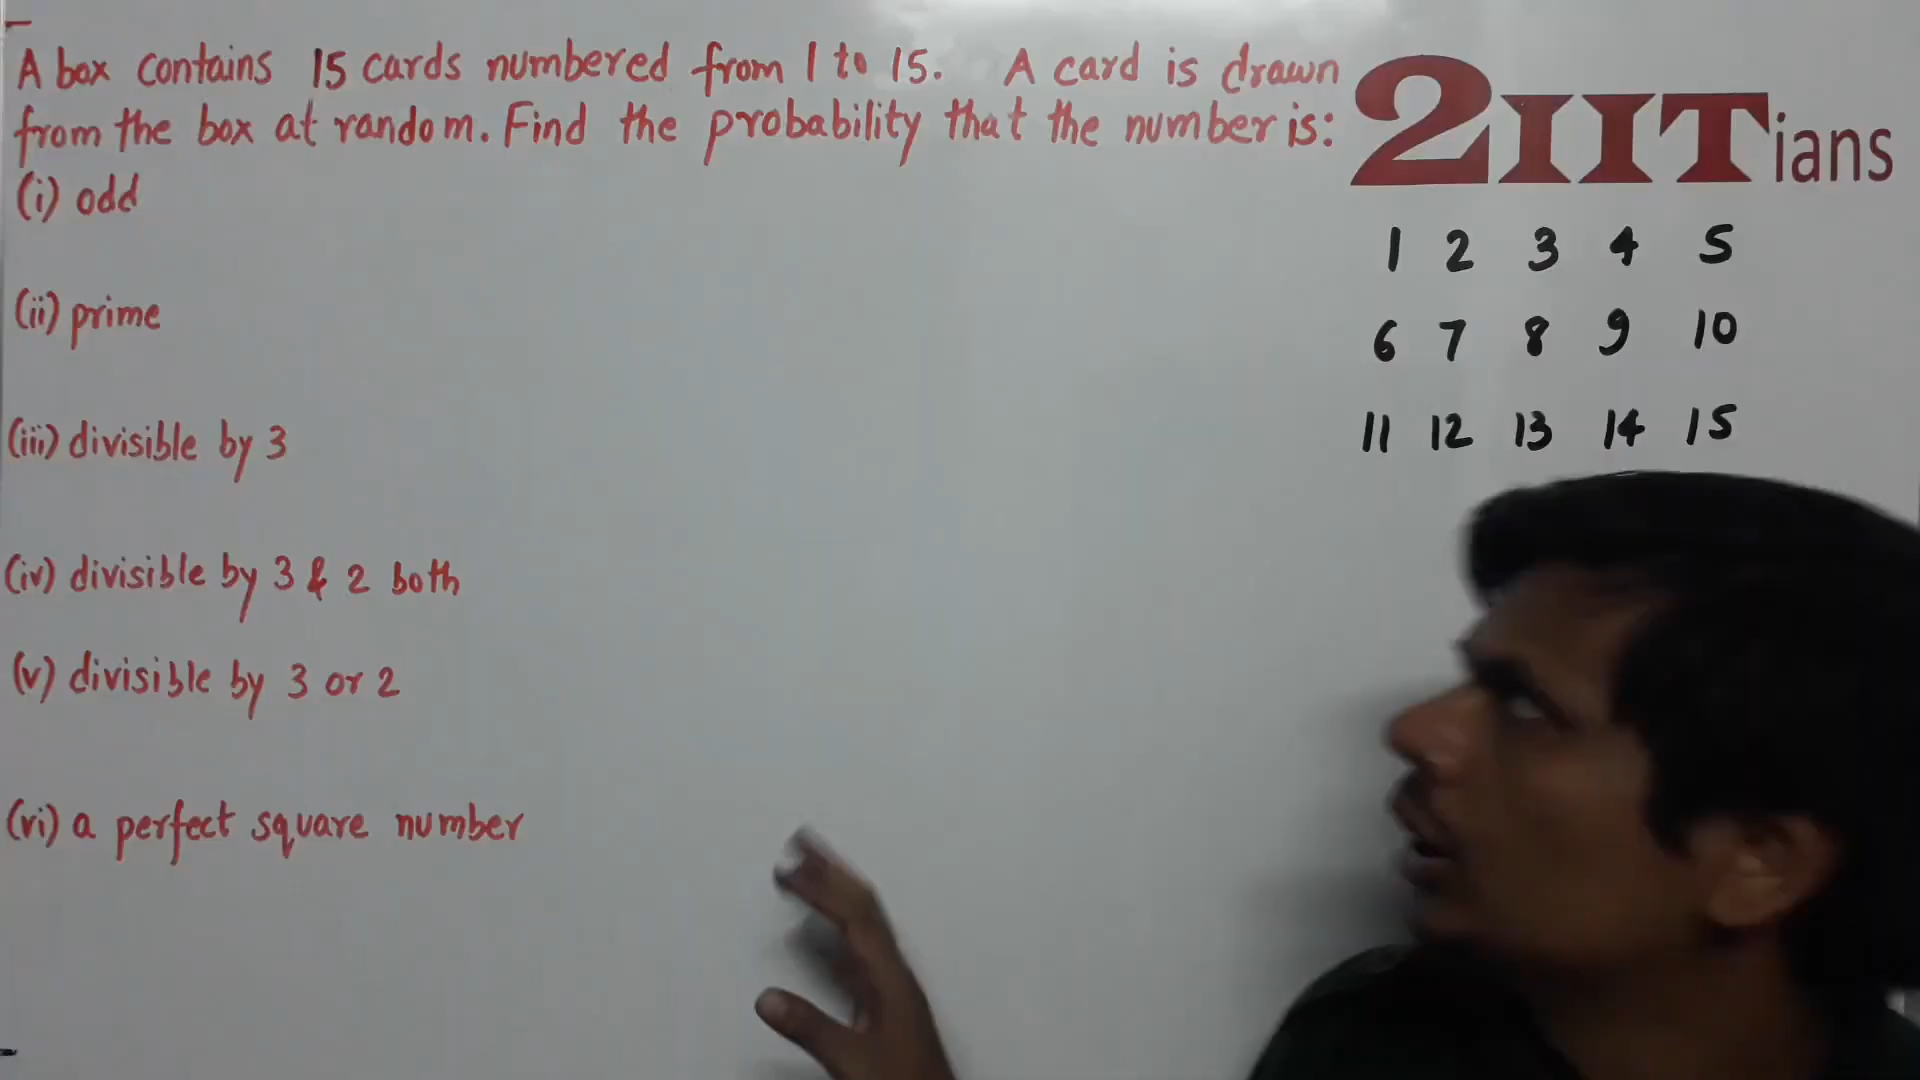 A box contains 15 cards numbered from 1 to 15. A card is drawn
from the box at random. Find the probability that the number is:
(i) odd
(ii) prime
(iii) divisible by 3
(iv) divisible by 3 & 2 both
(v) divisible by 3 or 2
(vi) a perfect square number
2IITians
1 2 3 4 5
6 7 8 9 10
11 12 13 14 15